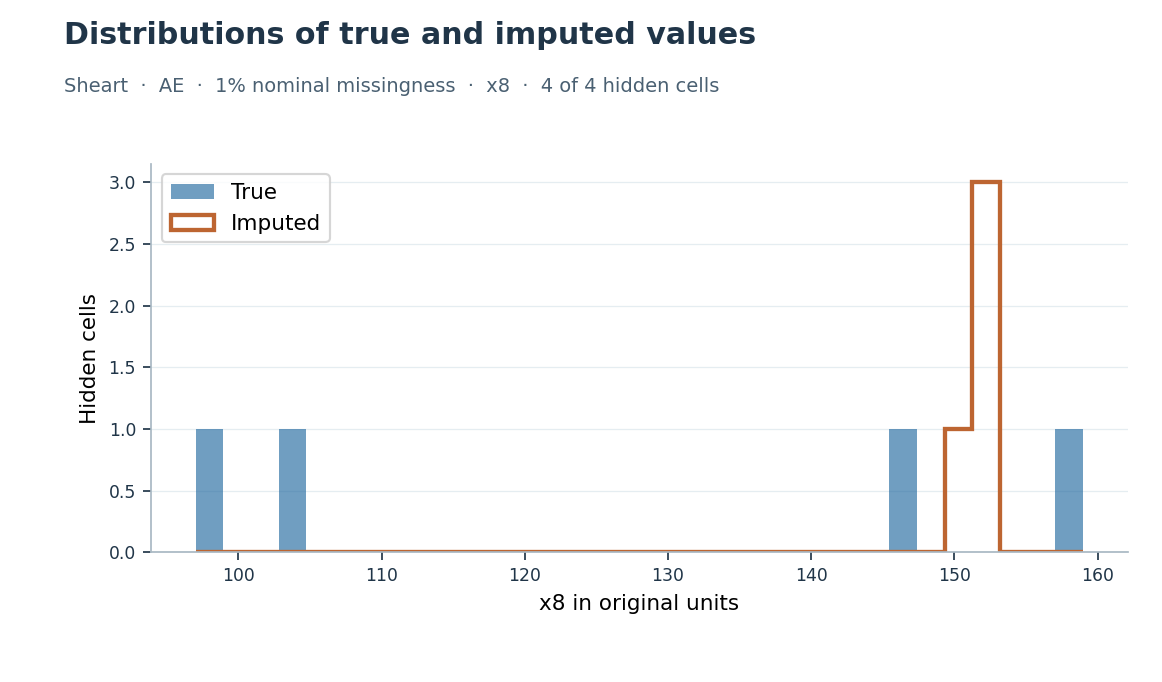 Distributions of true and imputed values
Sheart · AE · 1% nominal missingness · x8 · 4 of 4 hidden cells
True
Imputed
Hidden cells
3.0
2.5
2.0
1.5
1.0
0.5
0.0
100 110 120 130 140 150 160
x8 in original units